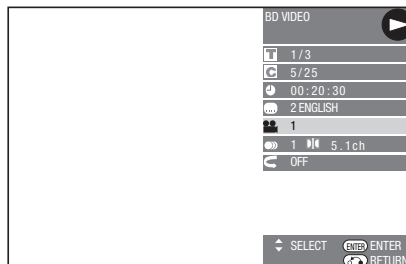 BD VIDEO
T 1/3
C 5/25
00:20:30
2 ENGLISH
1
1 5.1ch
OFF
SELECT ENTER ENTER
RETURN